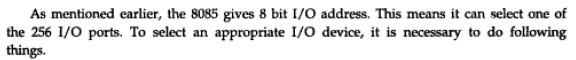 As mentioned earlier, the 8085 gives 8 bit I/O address. This means it can select one of
the 256 I/O ports. To select an appropriate I/O device, it is necessary to do following
things.